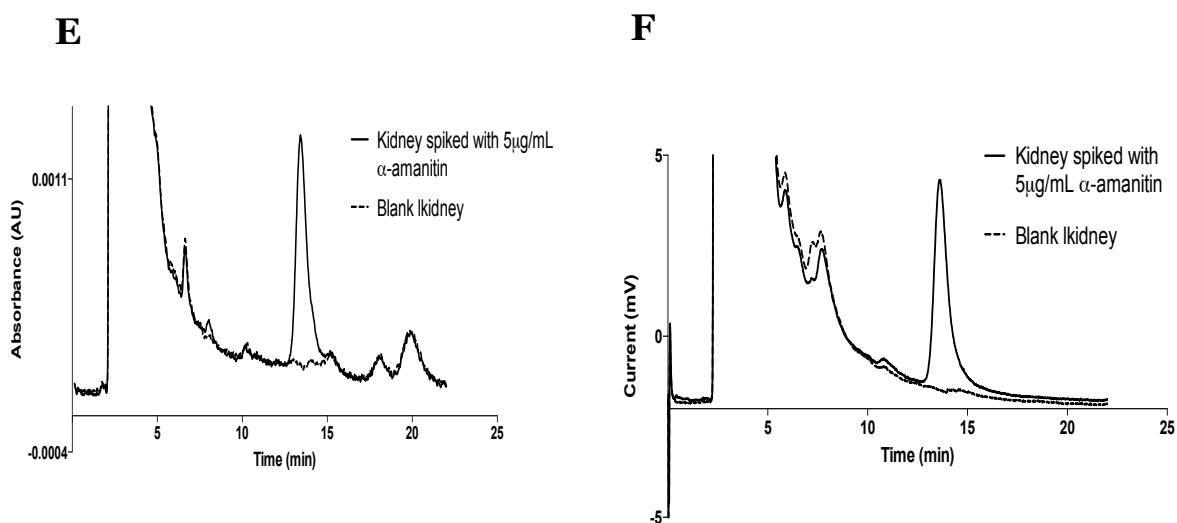 E
Kidney spiked with 5μg/mL
α-amanitin
Blank lkidney
0.0011
-0.0004
Absorbance (AU)
5
10
15
20
25
Time (min)
F
Kidney spiked with
5μg/mL α-amanitin
Blank lkidney
5
0
-5
Current (mV)
5
10
15
20
25
Time (min)